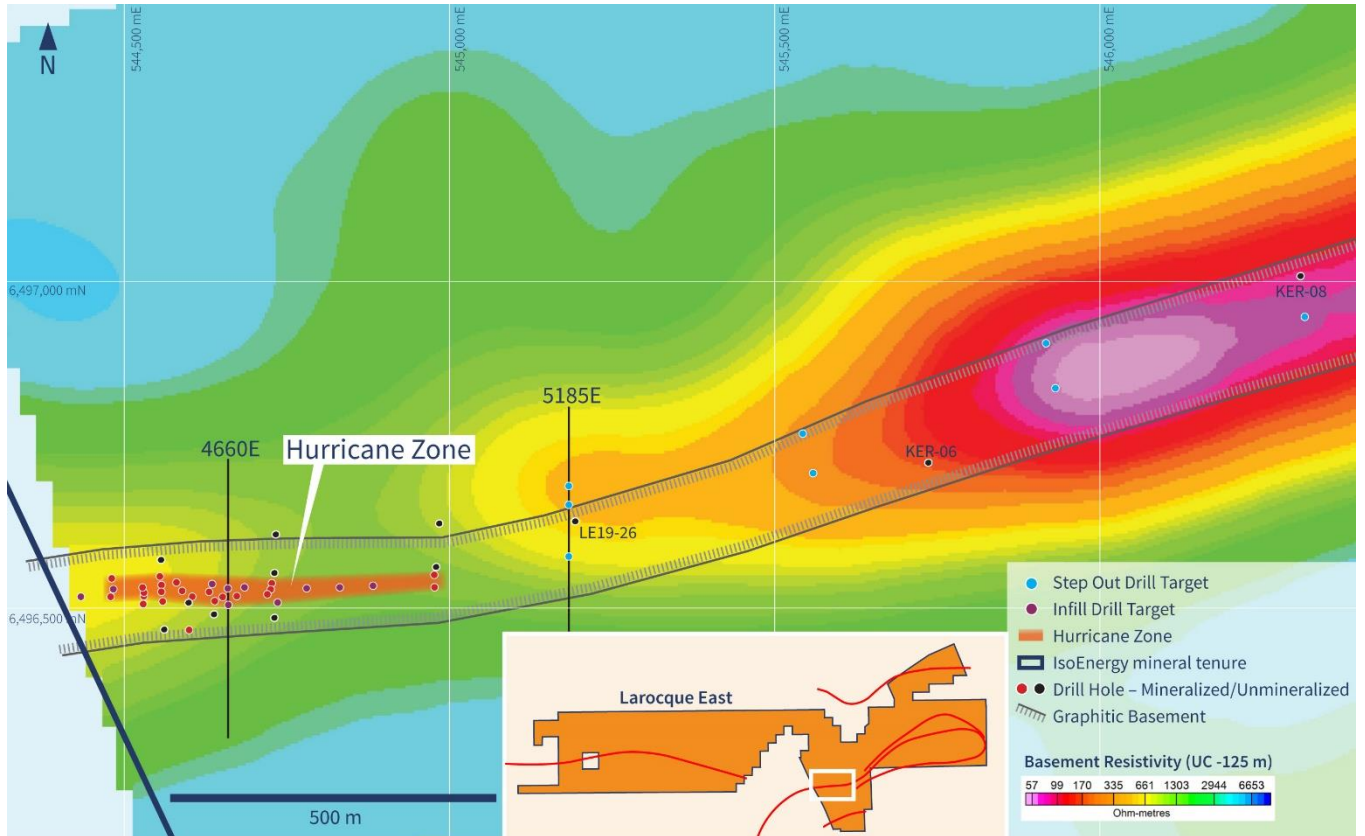 N
544,500 mE
545,000 mE
545,500 mE
546,000 mE
6,497,000 mN
KER-08
5185E
4660E
Hurricane Zone
KER-06
LE19-26
6,496,500 mN
Step Out Drill Target
Infill Drill Target
Hurricane Zone
IsoEnergy mineral tenure
Drill Hole – Mineralized/Unmineralized
Graphitic Basement
Larocque East
Basement Resistivity (UC -125 m)
57 99 170 335 661 1303 2944 6653
Ohm-metres
500 m